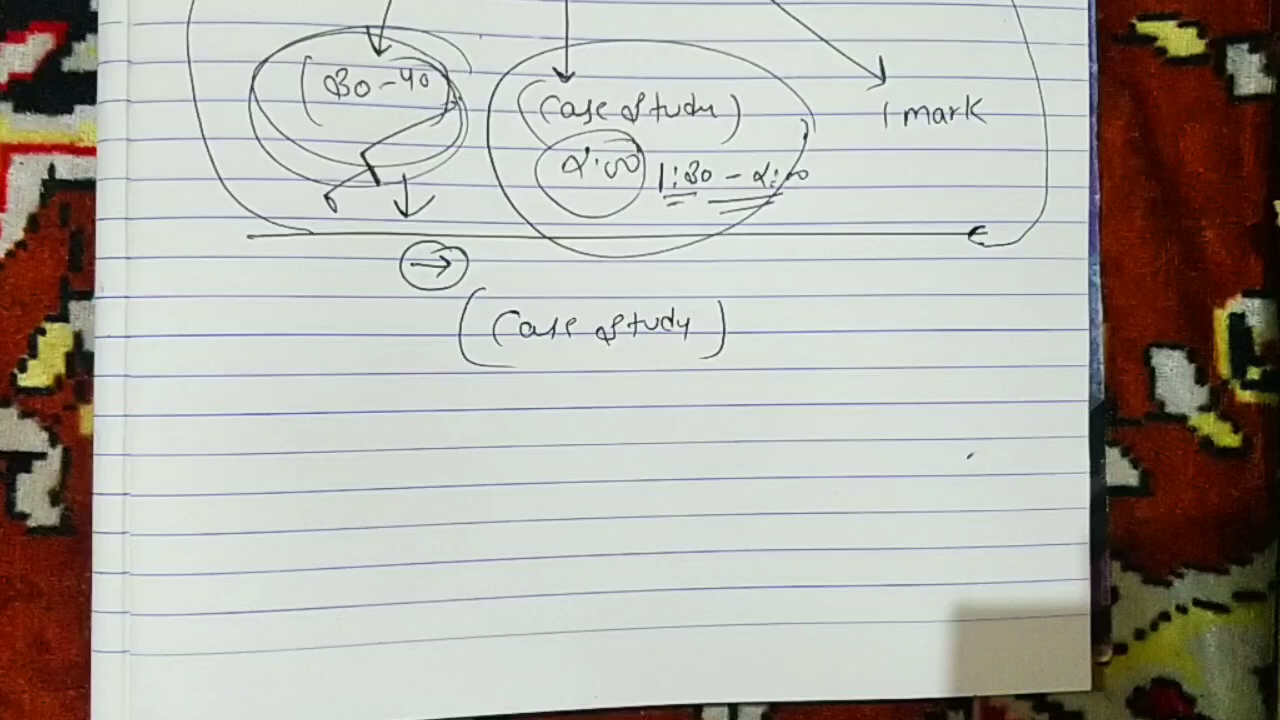 (30-40)
(Case Study)
1 mark
2:00
1:30 - 2:00
(Case Study)